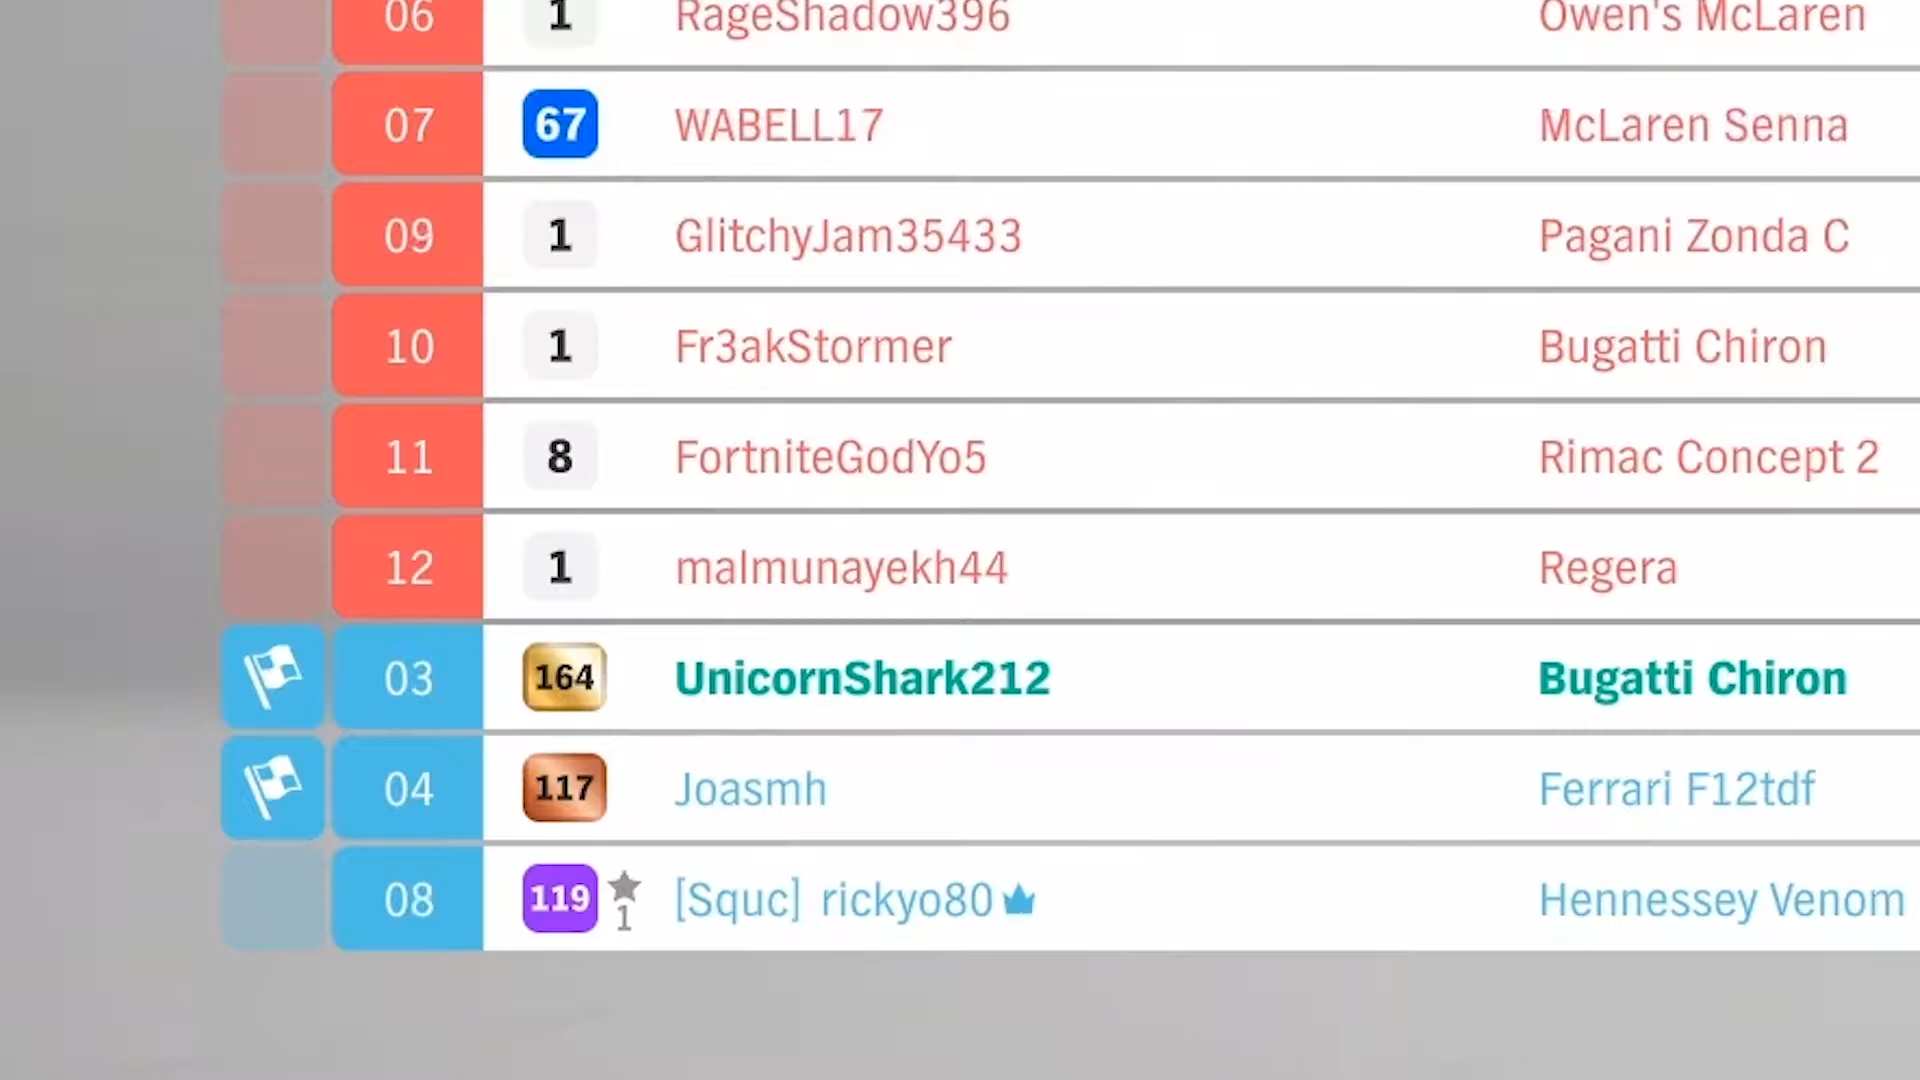 06 1 RageShadow396 Owen's McLaren
07 67 WABELL17 McLaren Senna
09 1 GlitchyJam35433 Pagani Zonda C
10 1 Fr3akStormer Bugatti Chiron
11 8 FortniteGodYo5 Rimac Concept 2
12 1 malmunayekh44 Regera
03 164 UnicornShark212 Bugatti Chiron
04 117 Joasmh Ferrari F12tdf
08 119 1 [Squc] rickyo80 Hennessey Venom